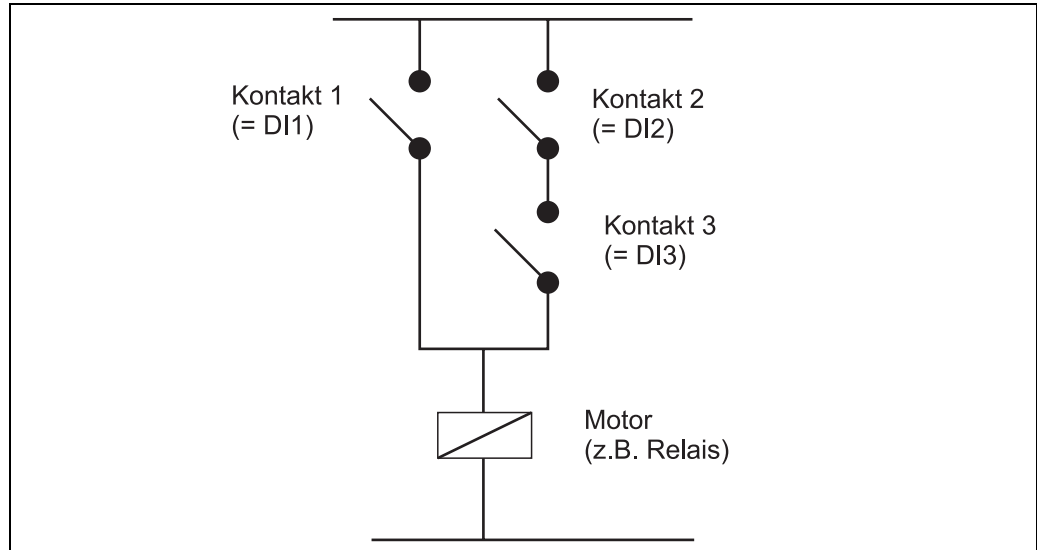 Kontakt 1
(= DI1)
Kontakt 2
(= DI2)
Kontakt 3
(= DI3)
Motor
(z.B. Relais)